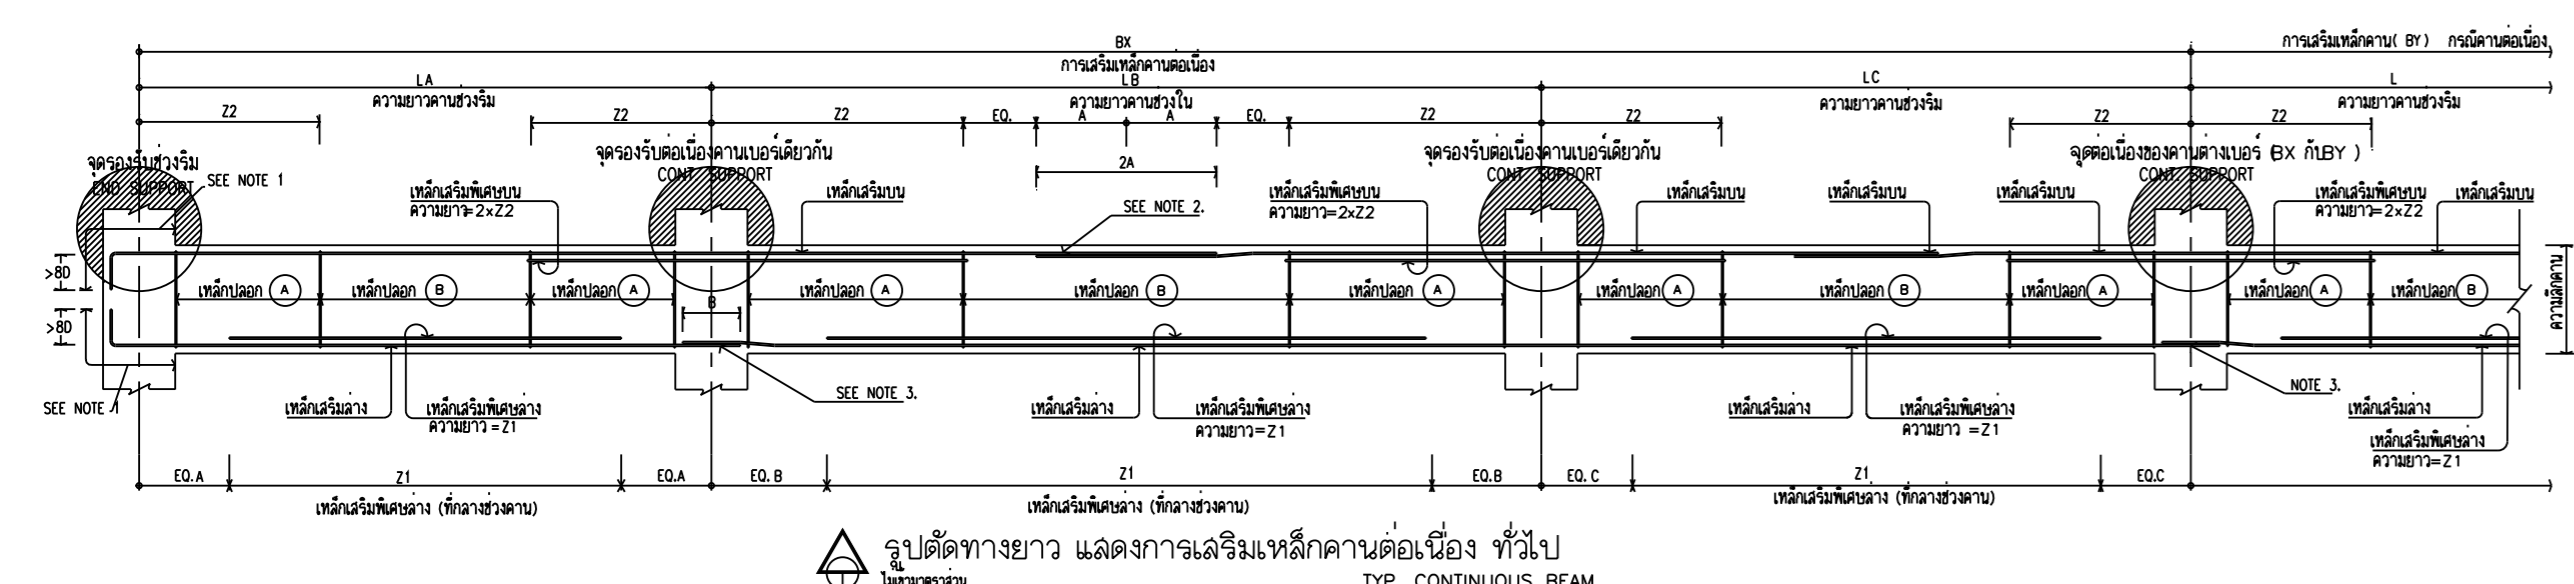 BX
การเสริมเหล็กคาน( BY )   กรณีคานต่อเนื่อง
การเสริมเหล็กคานต่อเนื่อง
LA
LB
LC
L
ความยาวคานช่วงริม
ความยาวคานช่วงใน
ความยาวคานช่วงริม
ความยาวคานช่วงริม
Z2
Z2
Z2
EQ.
A
A
EQ.
Z2
Z2
Z2
Z2
จุดรองรับช่วงริม
END SUPPORT
SEE NOTE 1
จุดรองรับต่อเนื่องคานเบอร์เดียวกัน
CONT. SUPPORT
2A
จุดรองรับต่อเนื่องคานเบอร์เดียวกัน
CONT. SUPPORT
จุดต่อเนื่องของคานต่างเบอร์ (BX กับBY )
CONT. SUPPORT
เหล็กเสริมพิเศษบน
ความยาว=2xZ2
เหล็กเสริมบน
SEE NOTE 2.
เหล็กเสริมพิเศษบน
ความยาว=2xZ2
เหล็กเสริมบน
เหล็กเสริมบน
เหล็กเสริมบน
เหล็กเสริมพิเศษบน
ความยาว=2xZ2
เหล็กเสริมบน
>8D
>8D
เหล็กปลอก A
เหล็กปลอก B
เหล็กปลอก A
B
เหล็กปลอก A
เหล็กปลอก B
เหล็กปลอก A
เหล็กปลอก A
เหล็กปลอก B
เหล็กปลอก A
เหล็กปลอก A
เหล็กปลอก B
ความลึกคาน
SEE NOTE 1
เหล็กเสริมล่าง
เหล็กเสริมพิเศษล่าง
ความยาว =Z1
SEE NOTE 3.
เหล็กเสริมล่าง
เหล็กเสริมพิเศษล่าง
ความยาว=Z1
เหล็กเสริมล่าง
เหล็กเสริมพิเศษล่าง
ความยาว =Z1
NOTE 3.
เหล็กเสริมล่าง
เหล็กเสริมพิเศษล่าง
ความยาว=Z1
EQ.A
Z1
EQ.A
EQ. B
Z1
EQ.B
EQ. C
Z1
EQ.C
เหล็กเสริมพิเศษล่าง (ที่กลางช่วงคาน)
เหล็กเสริมพิเศษล่าง (ที่กลางช่วงคาน)
เหล็กเสริมพิเศษล่าง (ที่กลางช่วงคาน)
รูปตัดทางยาว แสดงการเสริมเหล็กคานต่อเนื่อง ทั่วไป
ไม่เข้ามาตราส่วน
TYP. CONTINUOUS BEAM